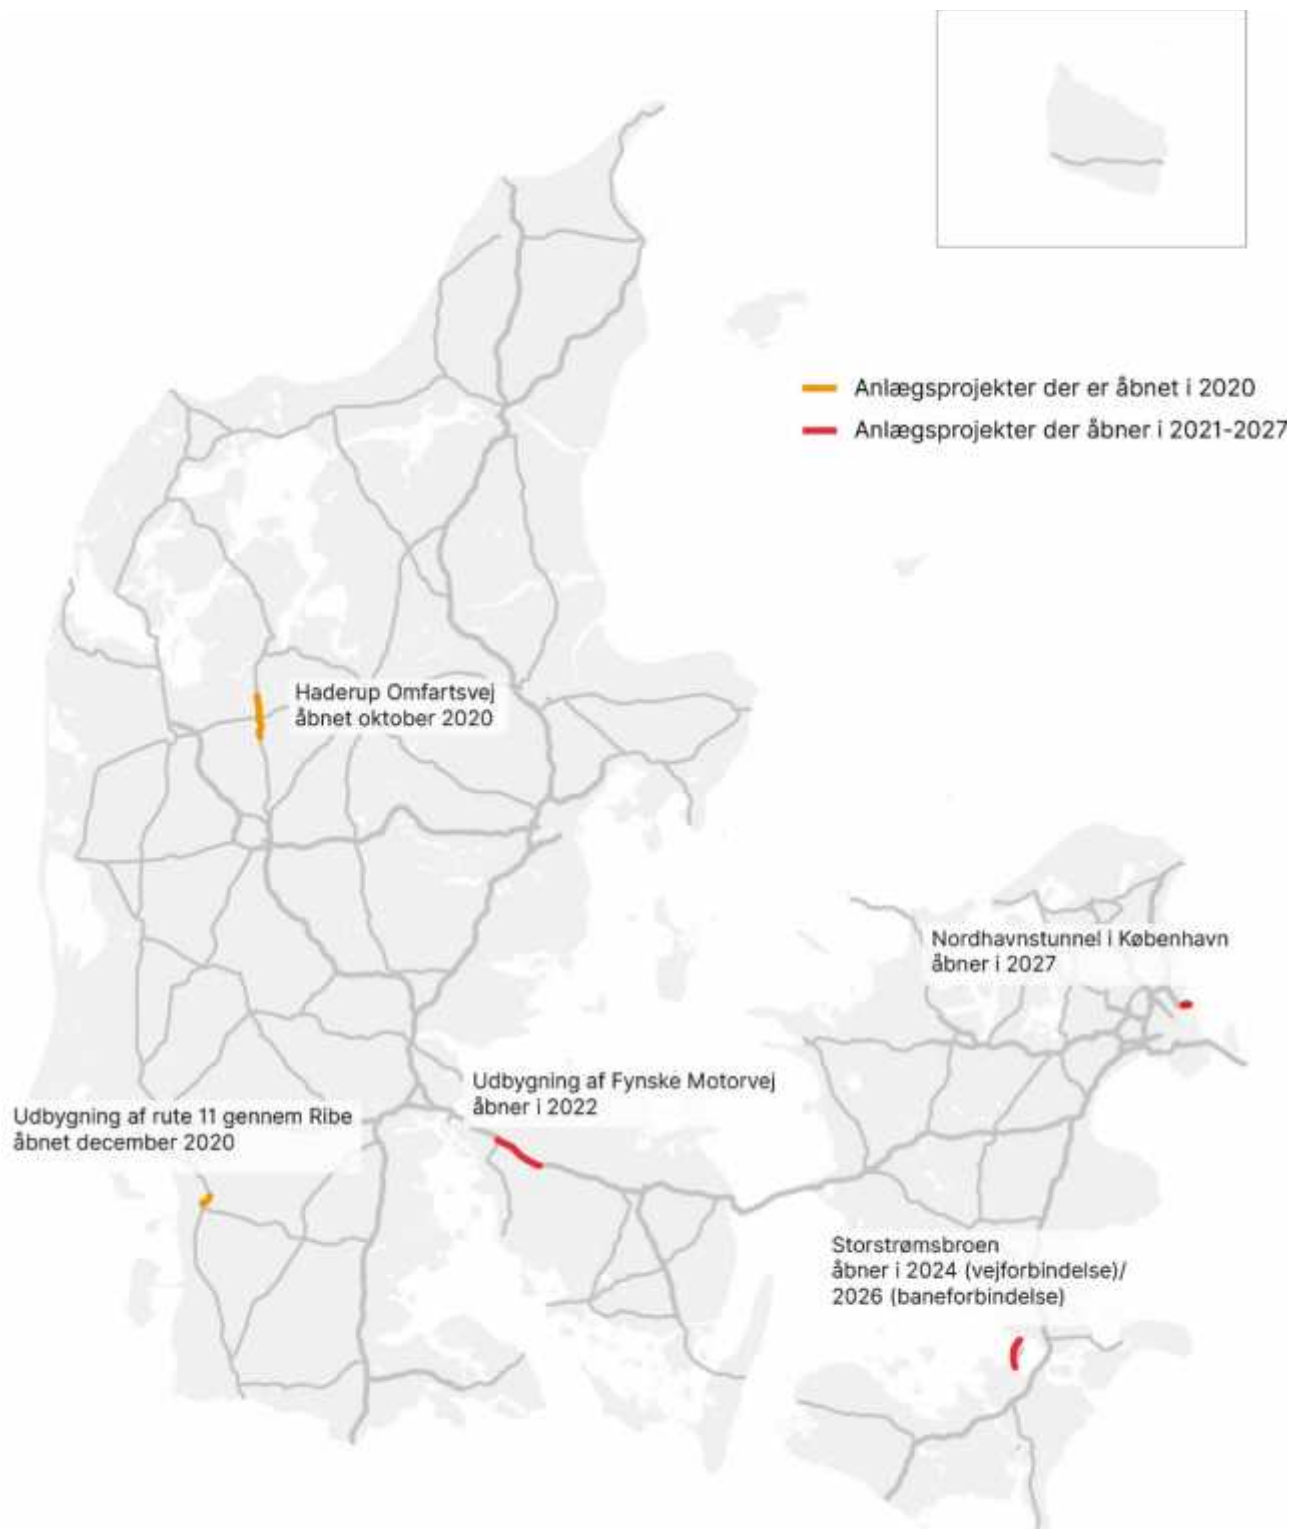 Anlægsprojekter der er åbnet i 2020
Anlægsprojekter der åbner i 2021-2027
Haderup Omfartsvej
åbnet oktober 2020
Nordhavnstunnel i København
åbner i 2027
Udbygning af Fynske Motorvej
åbner i 2022
Udbygning af rute 11 gennem Ribe
åbnet december 2020
Storstrømsbroen
åbner i 2024 (vejforbindelse)/
2026 (baneforbindelse)